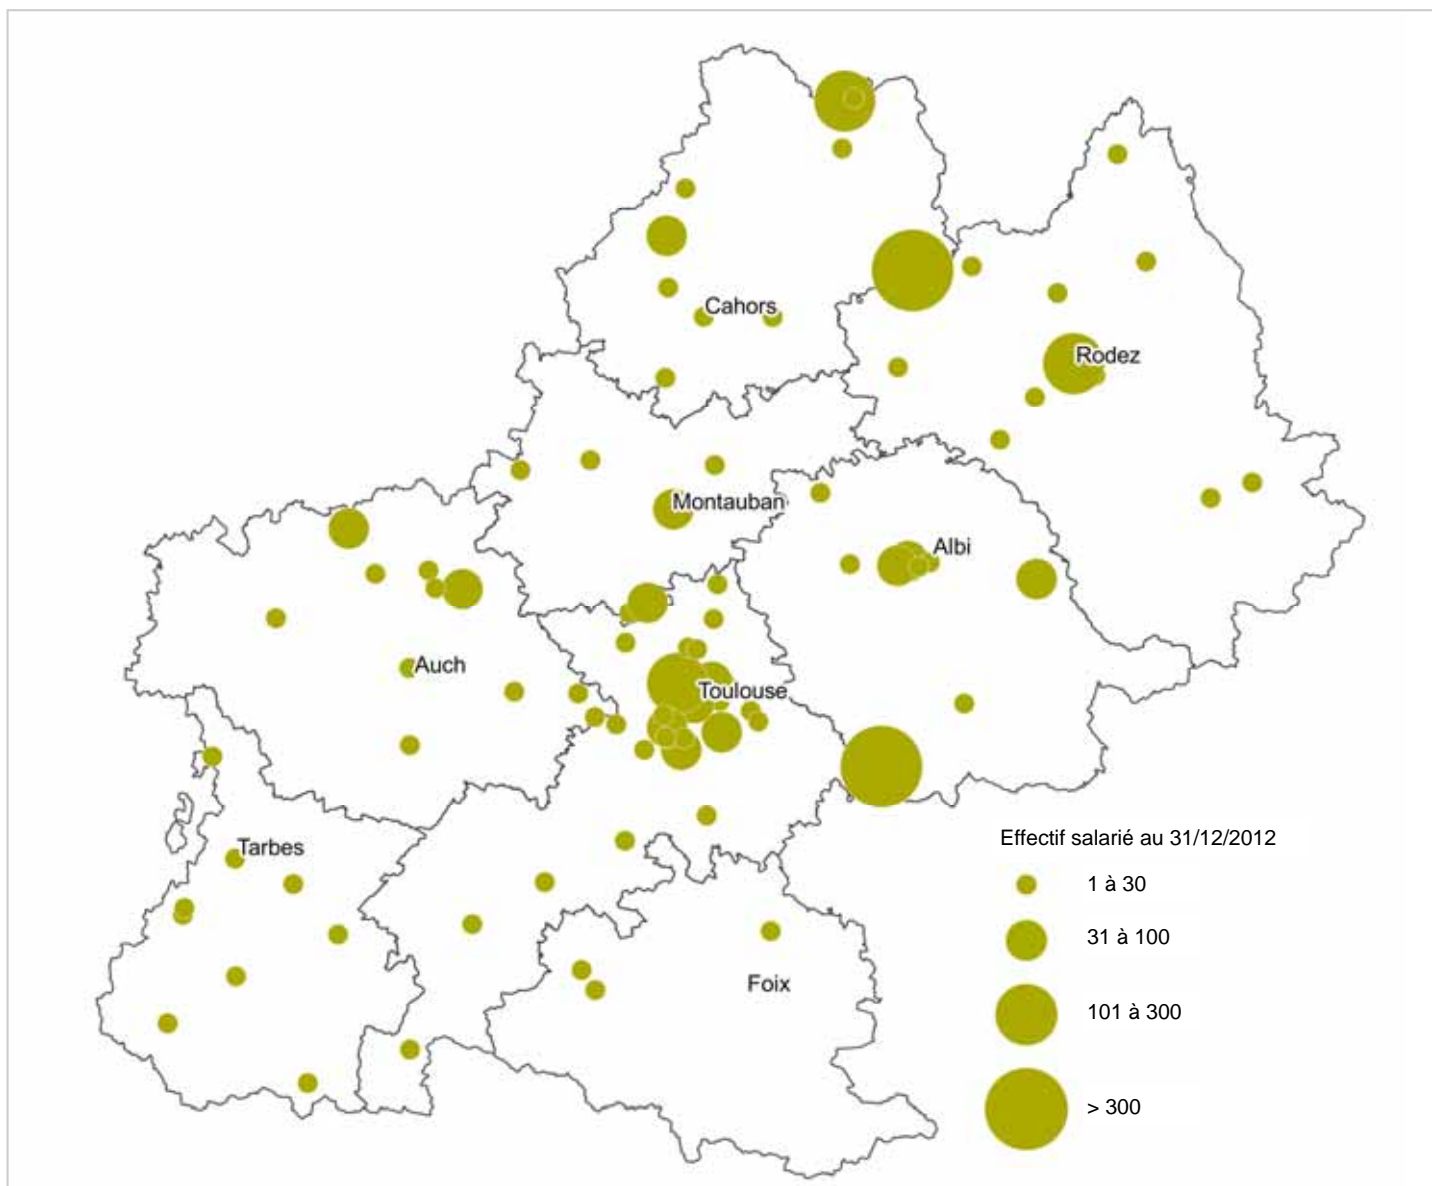 Cahors
Rodez
Montauban
Albi
Auch
Toulouse
Tarbes
Foix
Effectif salarié au 31/12/2012
1 à 30
31 à 100
101 à 300
> 300